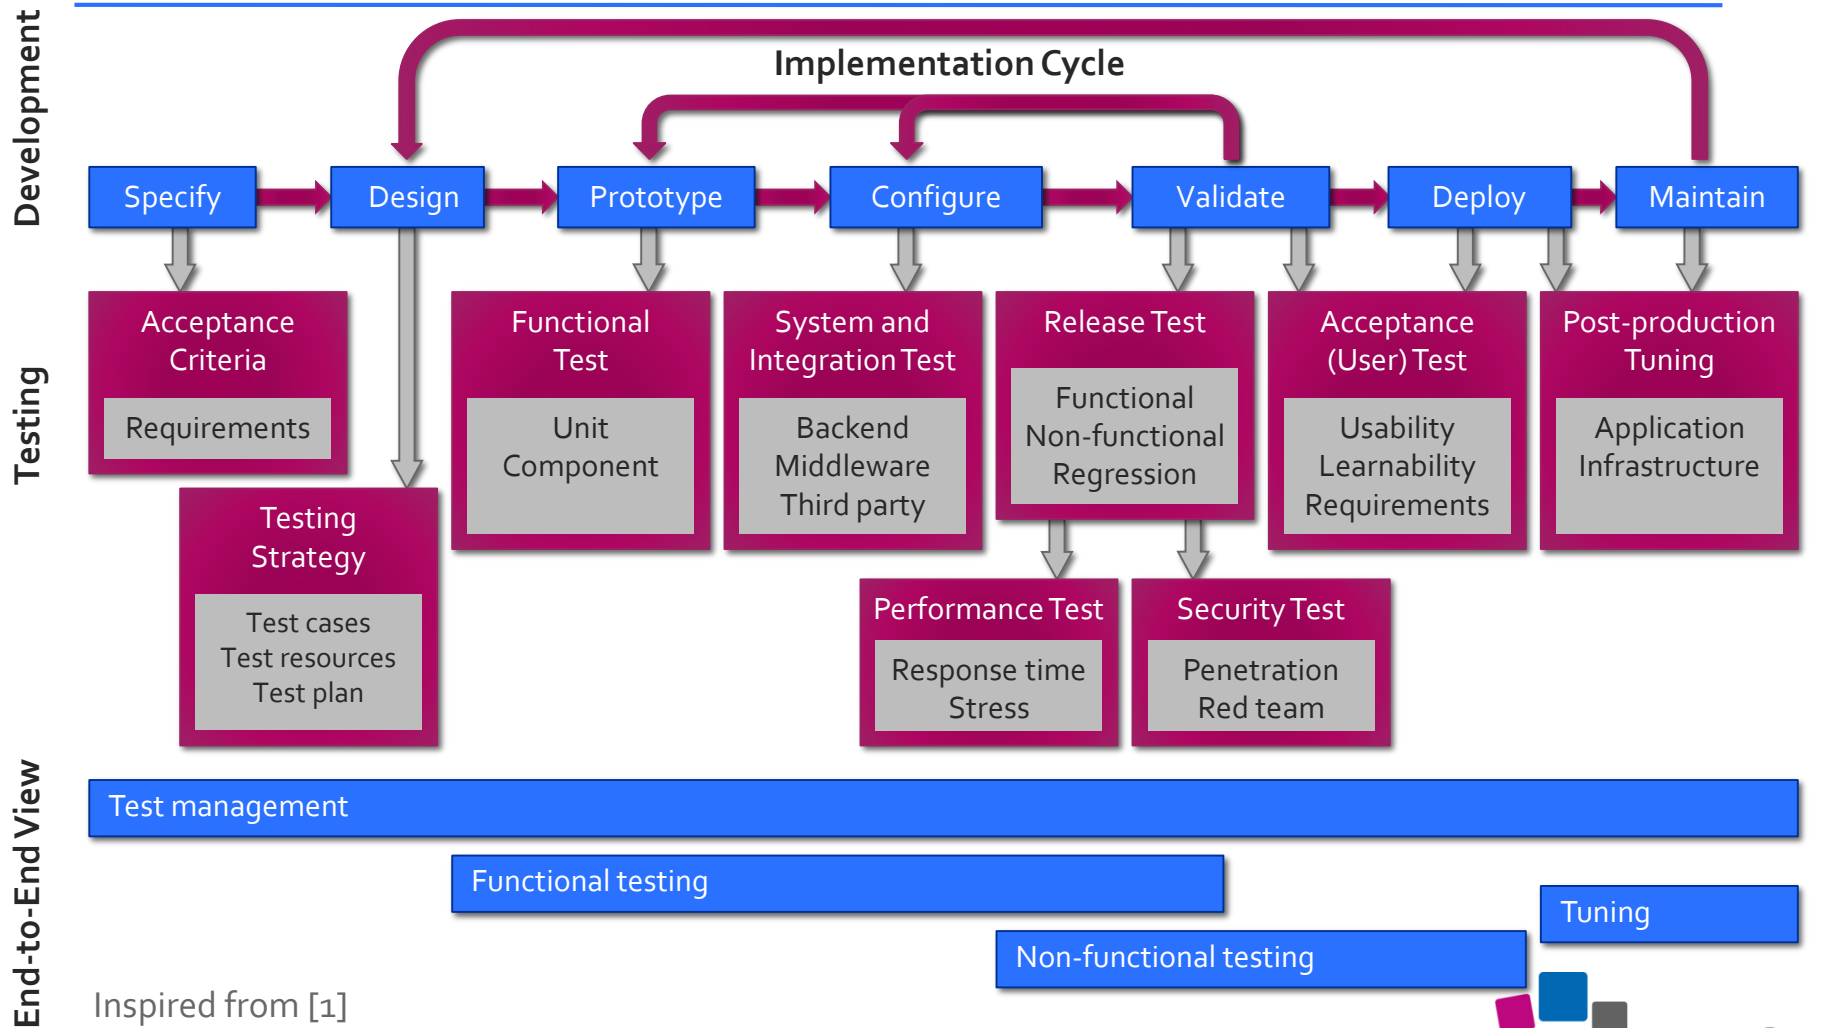 Development
Implementation Cycle
Specify
Design
Prototype
Configure
Validate
Deploy
Maintain
Testing
Acceptance
Criteria
Requirements
Testing
Strategy
Test cases
Test resources
Test plan
Functional
Test
Unit
Component
System and
Integration Test
Backend
Middleware
Third party
Release Test
Functional
Non-functional
Regression
Performance Test
Response time
Stress
Security Test
Penetration
Red team
Acceptance
(User) Test
Usability
Learnability
Requirements
Post-production
Tuning
Application
Infrastructure
End-to-End View
Test management
Functional testing
Tuning
Non-functional testing
Inspired from [1]